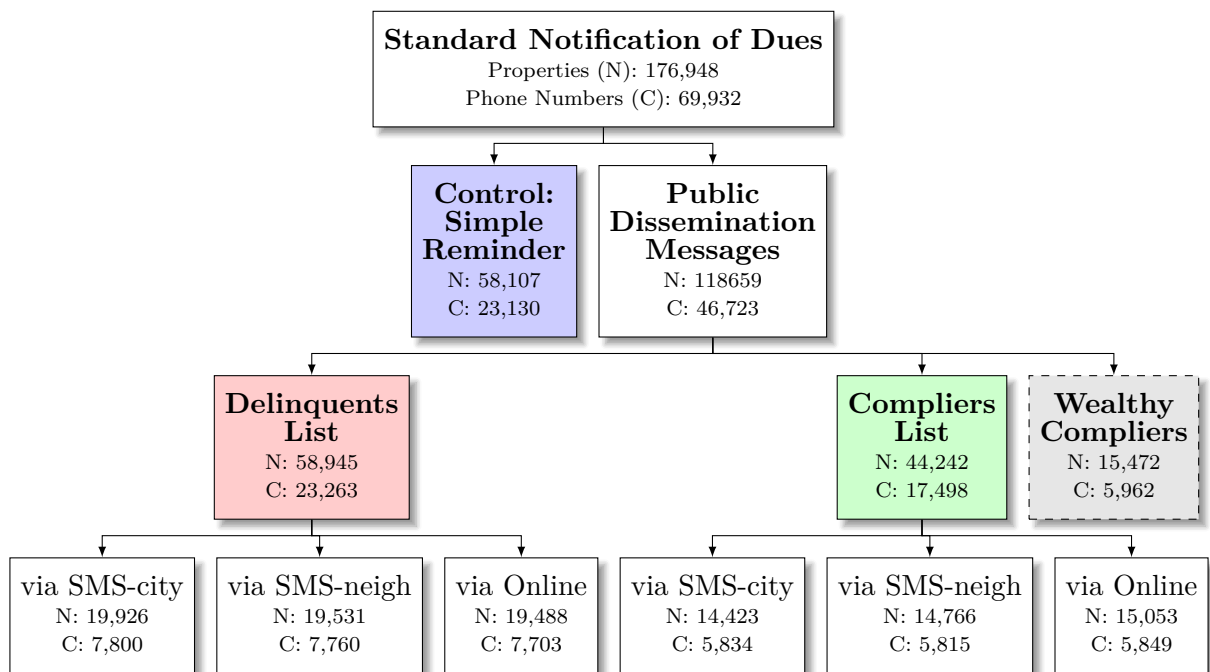 Standard Notification of Dues
Properties (N): 176,948
Phone Numbers (C): 69,932
Control:
Simple
Reminder
N: 58,107
C: 23,130
Public
Dissemination
Messages
N: 118659
C: 46,723
Delinquents
List
N: 58,945
C: 23,263
Compliers
List
N: 44,242
C: 17,498
Wealthy
Compliers
N: 15,472
C: 5,962
via SMS-city
N: 19,926
C: 7,800
via SMS-neigh
N: 19,531
C: 7,760
via Online
N: 19,488
C: 7,703
via SMS-city
N: 14,423
C: 5,834
via SMS-neigh
N: 14,766
C: 5,815
via Online
N: 15,053
C: 5,849